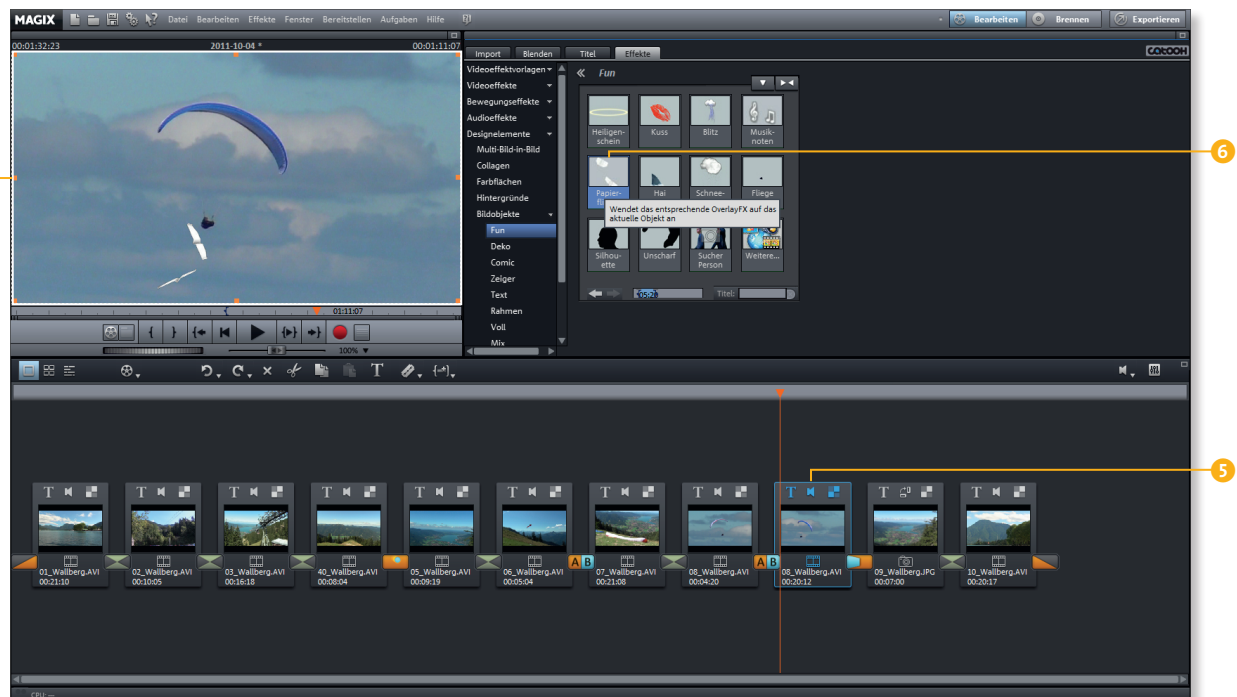 MAGIX Datei Bearbeiten Effekte Fenster Bereitstellen Aufgaben Hilfe Bearbeiten Brennen Exportieren
00:01:32:23 2011-10-04 * 00:01:11:07
Import Blenden Titel Effekte CATOOH
Videoeffektvorlagen
Videoeffekte
Bewegungseffekte
Audioeffekte
Designelemente
Multi-Bild-in-Bild
Collagen
Farbflächen
Hintergründe
Bildobjekte
Fun
Deko
Comic
Zeiger
Text
Rahmen
Voll
Mix
Fun
Heiligen-
schein
Kuss
Blitz
Musik-
noten
Papier-
Hai
Schnee-
Fliege
Wendet das entsprechende OverlayFX auf das
aktuelle Objekt an
Silhou-
ette
Unscharf
Sucher
Person
Weitere...
Titel:
6
01:11:07
100%
T
5
T T T T T T T T T T T
A B A B
01_Wallberg.AVI
00:21:10
02_Wallberg.AVI
00:10:05
03_Wallberg.AVI
00:16:18
40_Wallberg.AVI
00:08:04
05_Wallberg.AVI
00:09:19
06_Wallberg.AVI
00:05:04
07_Wallberg.AVI
00:21:08
08_Wallberg.AVI
00:04:20
08_Wallberg.AVI
00:20:12
09_Wallberg.JPG
00:07:00
10_Wallberg.AVI
00:20:17
CPU: —